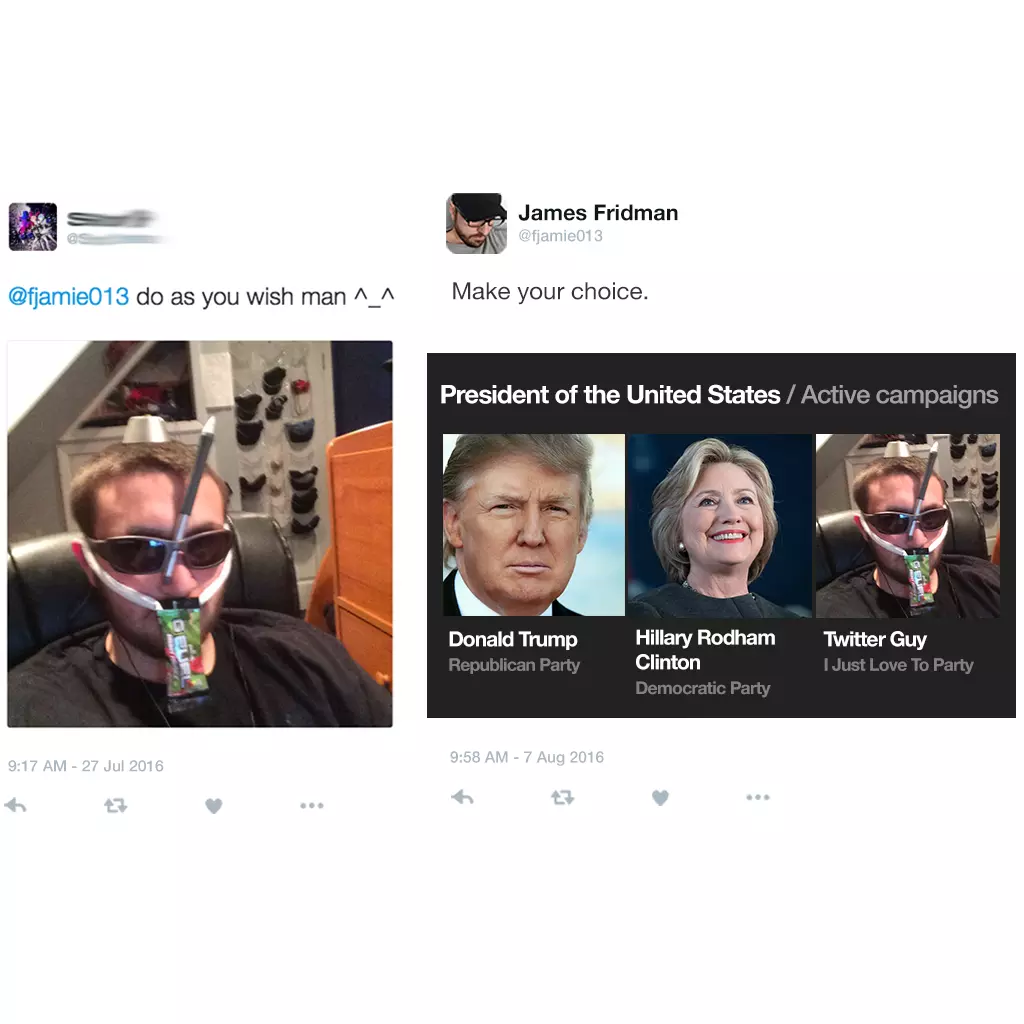 @fjamie013 do as you wish man ^_^
9:17 AM - 27 Jul 2016
James Fridman
@fjamie013
Make your choice.
President of the United States / Active campaigns
Donald Trump
Republican Party
Hillary Rodham
Clinton
Democratic Party
Twitter Guy
I Just Love To Party
9:58 AM - 7 Aug 2016